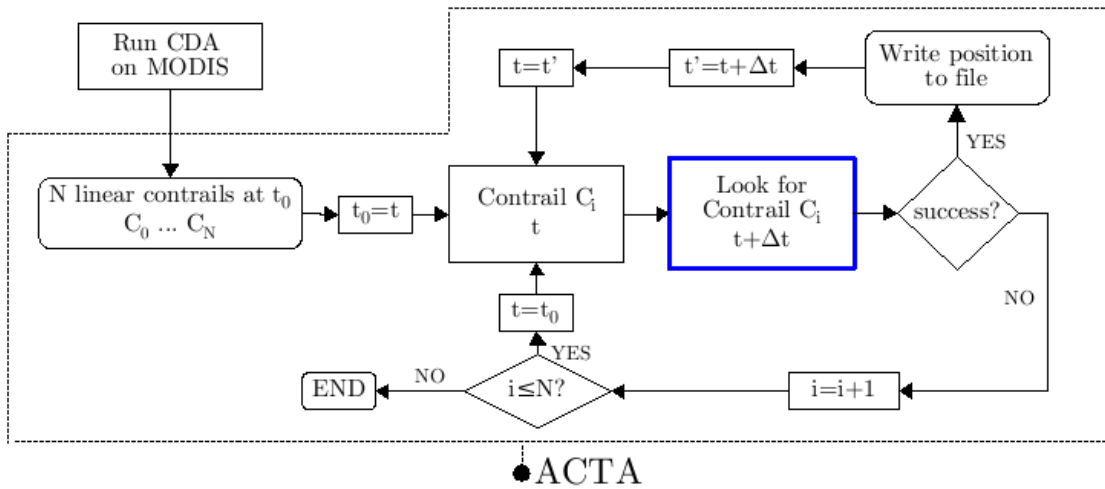 Run CDA
on MODIS
t=t'
t'=t+Δt
Write position
to file
YES
N linear contrails at t₀
C₀ ... C_N
t₀=t
Contrail Cᵢ
t
Look for
Contrail Cᵢ
t+Δt
success?
NO
t=t₀
YES
END
NO
i≤N?
i=i+1
ACTA